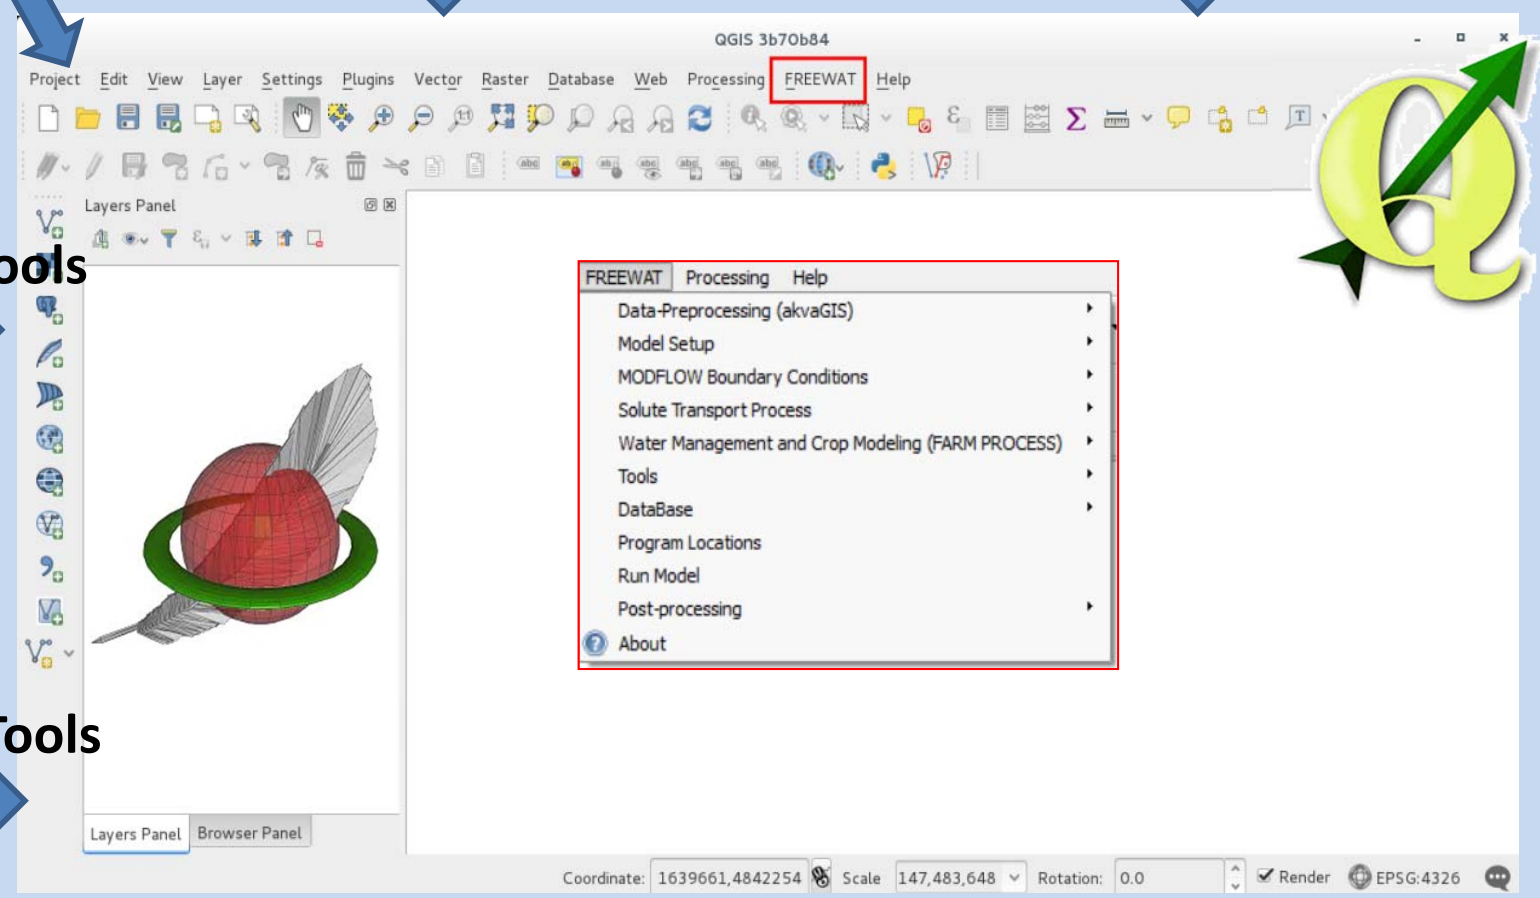 QGIS 3b70b84
Project Edit View Layer Settings Plugins Vector Raster Database Web Processing FREEWAT Help
Layers Panel
ools
FREEWAT Processing Help
Data-Preprocessing (akvaGIS)
Model Setup
MODFLOW Boundary Conditions
Solute Transport Process
Water Management and Crop Modeling (FARM PROCESS)
Tools
DataBase
Program Locations
Run Model
Post-processing
About
Tools
Layers Panel Browser Panel
Coordinate: 1639661,4842254 Scale 147,483,648 Rotation: 0.0 Render EPSG:4326